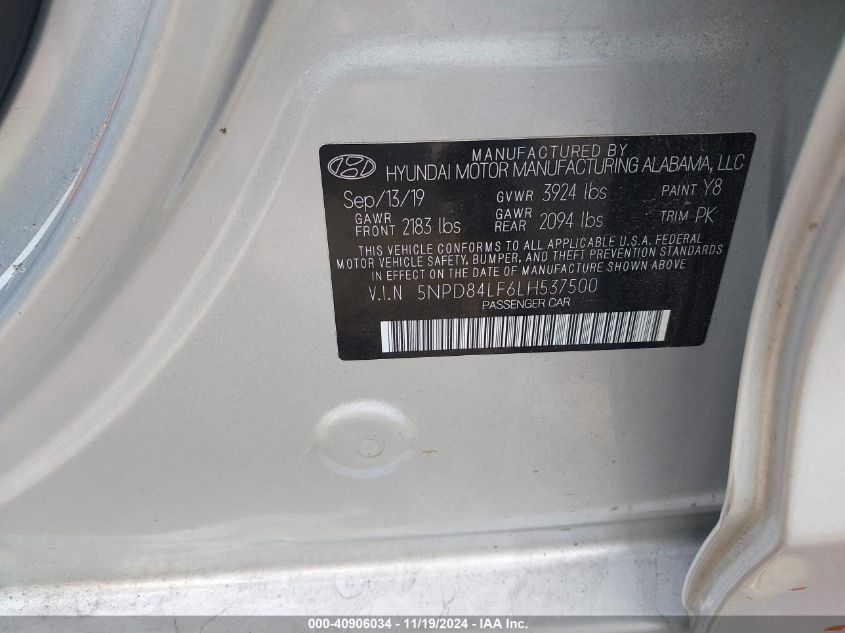 MANUFACTURED BY
HYUNDAI MOTOR MANUFACTURING ALABAMA, LLC
Sep/13/19 GVWR 3924 lbs PAINT Y8
GAWR FRONT 2183 lbs GAWR REAR 2094 lbs TRIM PK
THIS VEHICLE CONFORMS TO ALL APPLICABLE U.S.A. FEDERAL
MOTOR VEHICLE SAFETY, BUMPER, AND THEFT PREVENTION STANDARDS
IN EFFECT ON THE DATE OF MANUFACTURE SHOWN ABOVE
V.I.N 5NPD84LF6LH537500
PASSENGER CAR
000-40906034 - 11/19/2024 - IAA Inc.